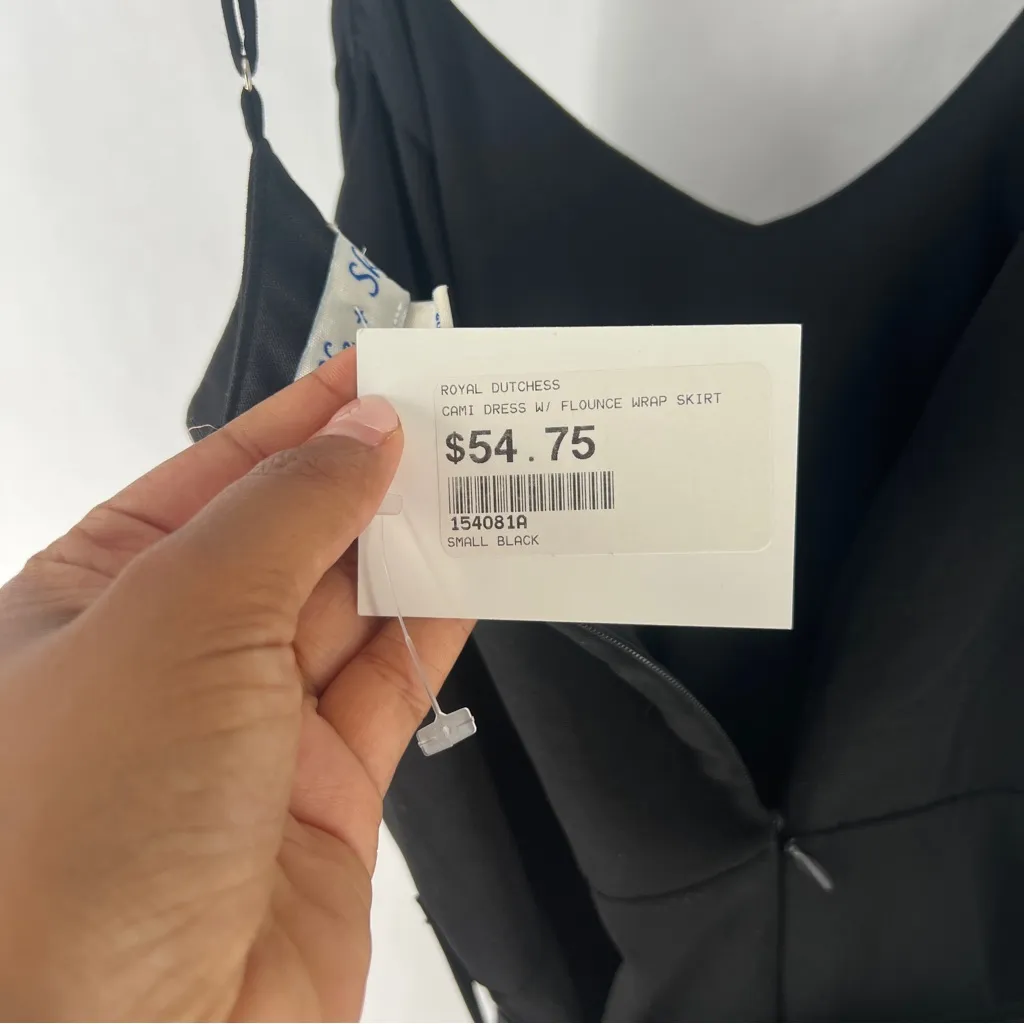 ROYAL DUTCHESS
CAMI DRESS W/ FLOUNCE WRAP SKIRT
$54.75
154081A
SMALL BLACK